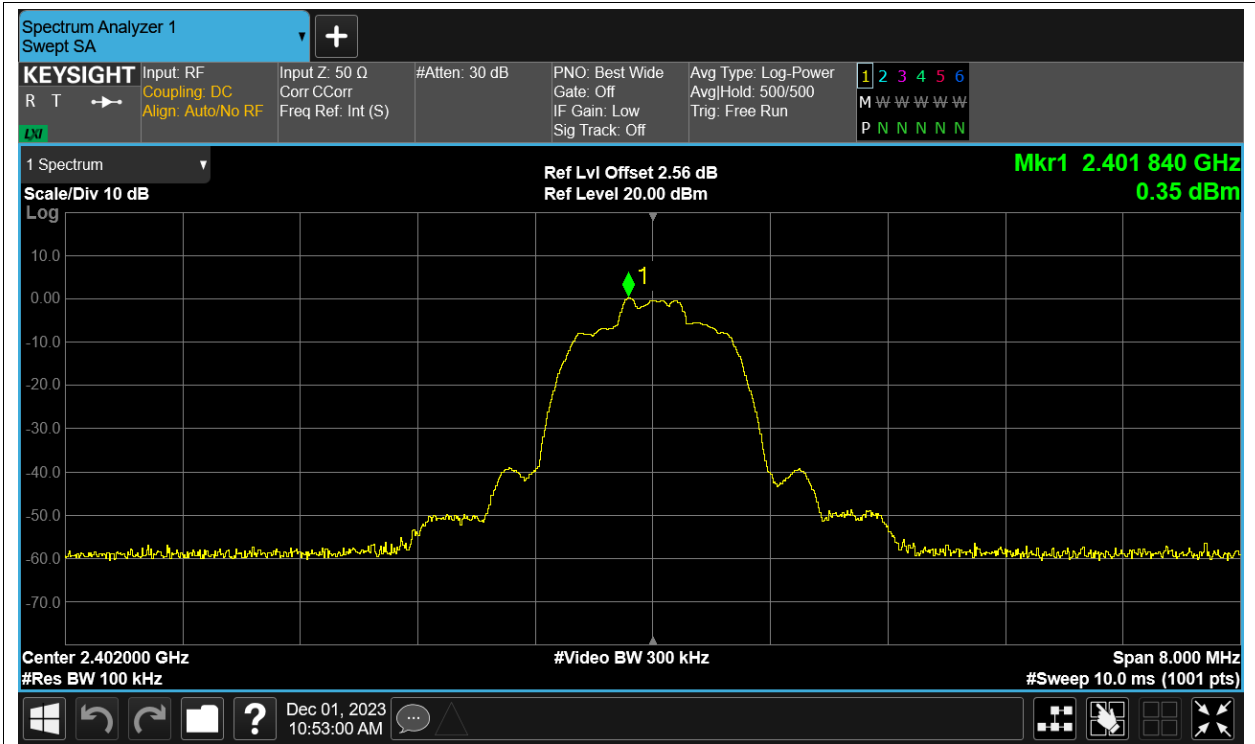 Spectrum Analyzer 1
Swept SA
KEYSIGHT
R T
LXI
Input: RF
Coupling: DC
Align: Auto/No RF
Input Z: 50 Ω
Corr CCorr
Freq Ref: Int (S)
#Atten: 30 dB
PNO: Best Wide
Gate: Off
IF Gain: Low
Sig Track: Off
Avg Type: Log-Power
Avg|Hold: 500/500
Trig: Free Run
1 2 3 4 5 6
M W W W W W
P N N N N N
1 Spectrum
Scale/Div 10 dB
Log
Ref Lvl Offset 2.56 dB
Ref Level 20.00 dBm
Mkr1 2.401 840 GHz
0.35 dBm
1
10.0
0.00
-10.0
-20.0
-30.0
-40.0
-50.0
-60.0
-70.0
Center 2.402000 GHz
#Res BW 100 kHz
#Video BW 300 kHz
Span 8.000 MHz
#Sweep 10.0 ms (1001 pts)
?
Dec 01, 2023
10:53:00 AM